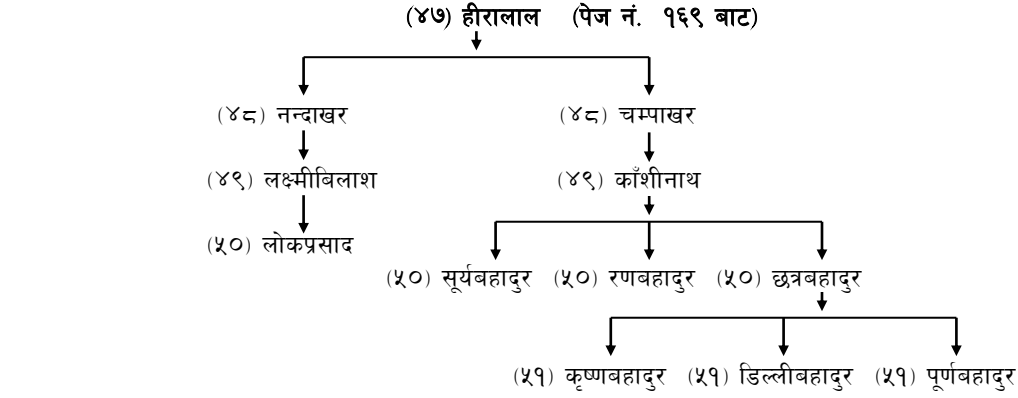 (४७) हीरालाल (पेज नं. १६९ बाट)
(४८) नन्दाखर (४८) चम्पाखर
(४९) लक्ष्मीबिलाश (४९) काँशीनाथ
(५०) लोकप्रसाद
(५०) सूर्यबहादुर (५०) रणबहादुर (५०) छत्रबहादुर
(५१) कृष्णबहादुर (५१) डिल्लीबहादुर (५१) पूर्णबहादुर